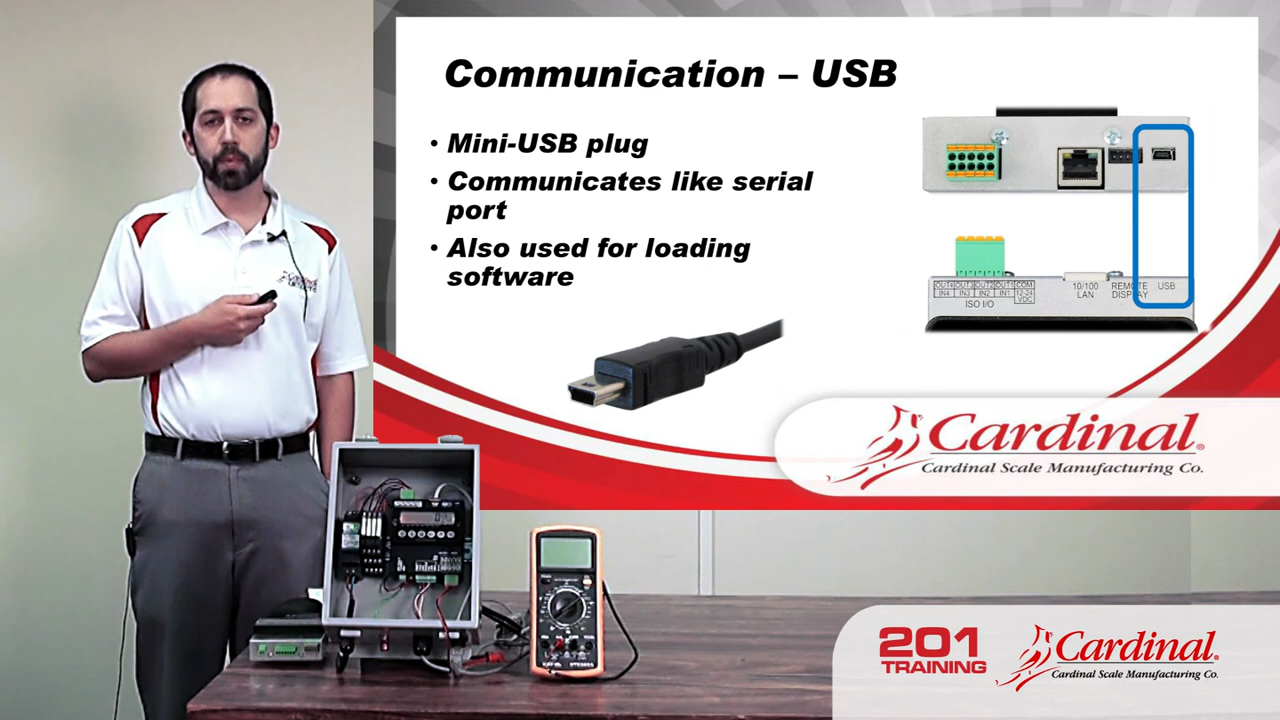 Communication – USB
• Mini-USB plug
• Communicates like serial
port
• Also used for loading
software
OUT4 OUT3 OUT2 OUT1 COM
IN4 IN3 IN2 IN1 12-24
VDC
ISO I/O
10/100
LAN
REMOTE
DISPLAY
USB
Cardinal®
Cardinal Scale Manufacturing Co.
Cardinal
201
TRAINING
Cardinal®
Cardinal Scale Manufacturing Co.